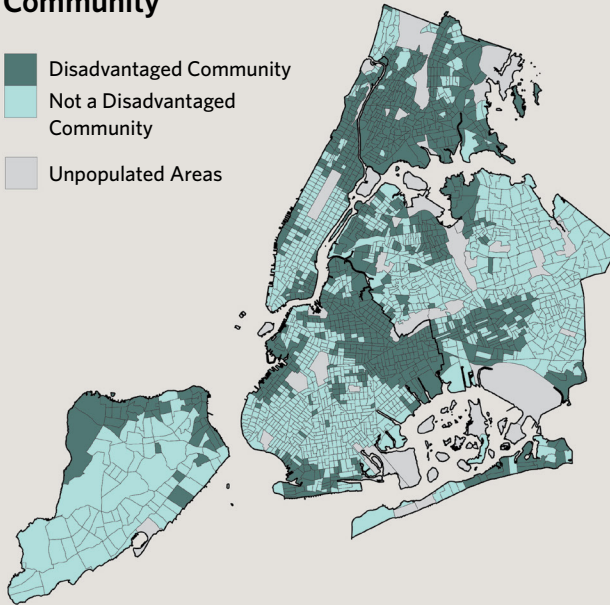 Community
Disadvantaged Community
Not a Disadvantaged
Community
Unpopulated Areas